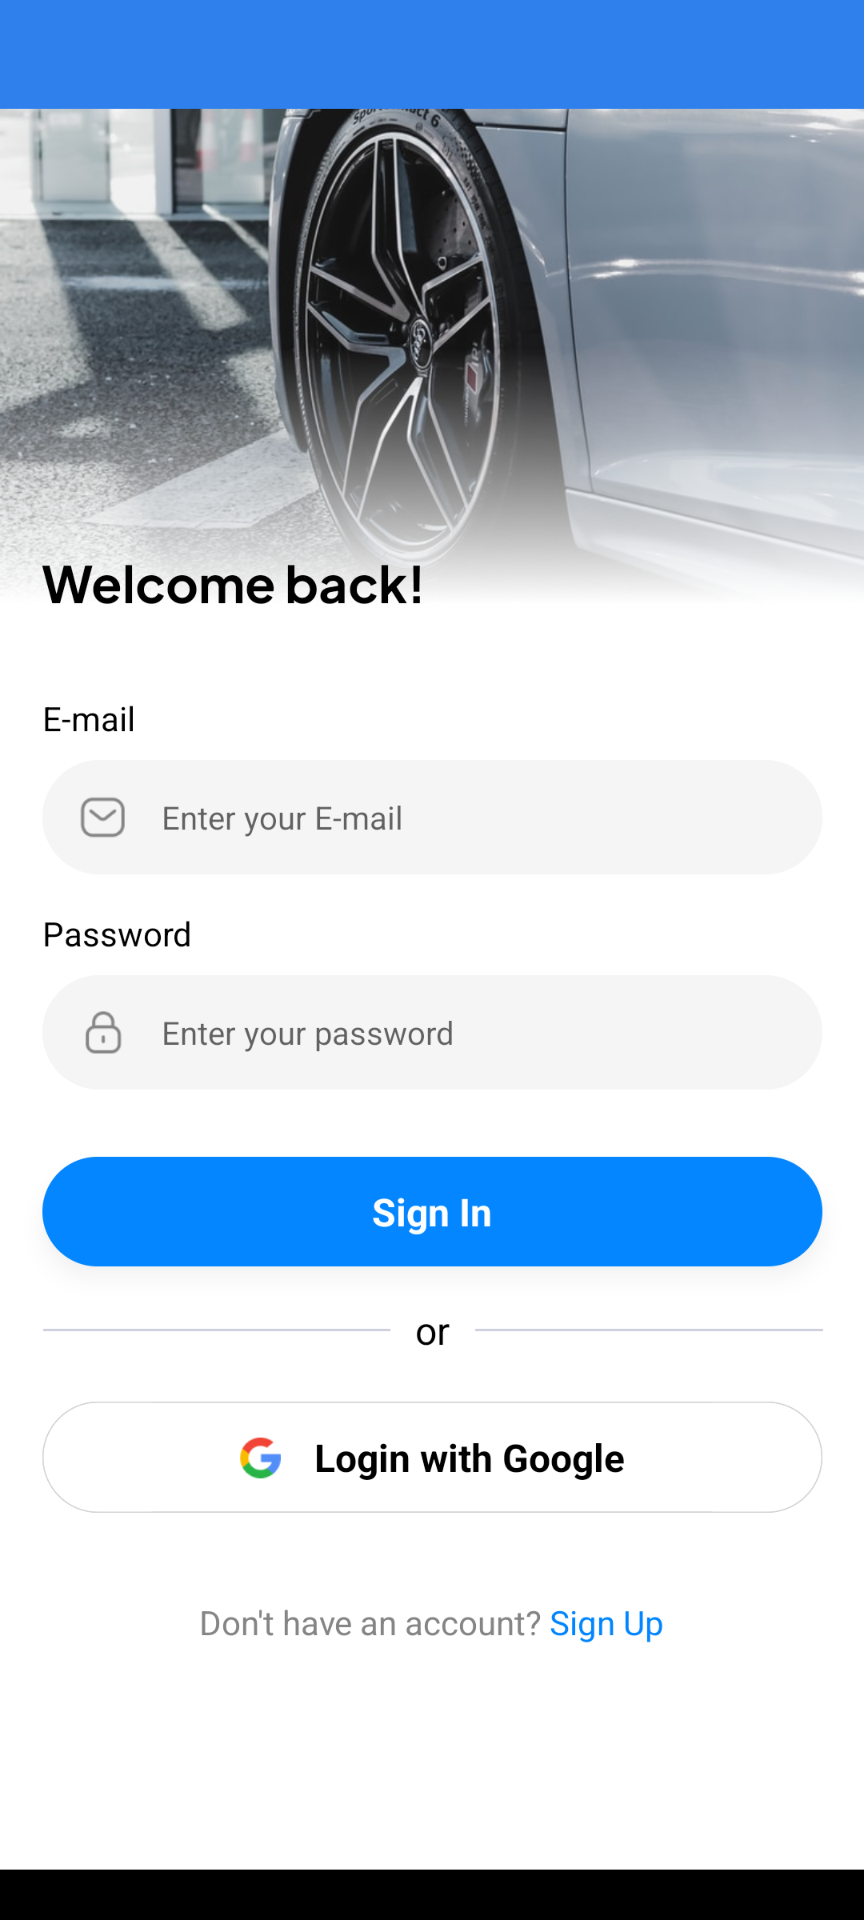 Welcome back!
E-mail
Enter your E-mail
Password
Enter your password
Sign In
or
Login with Google
Don't have an account? Sign Up